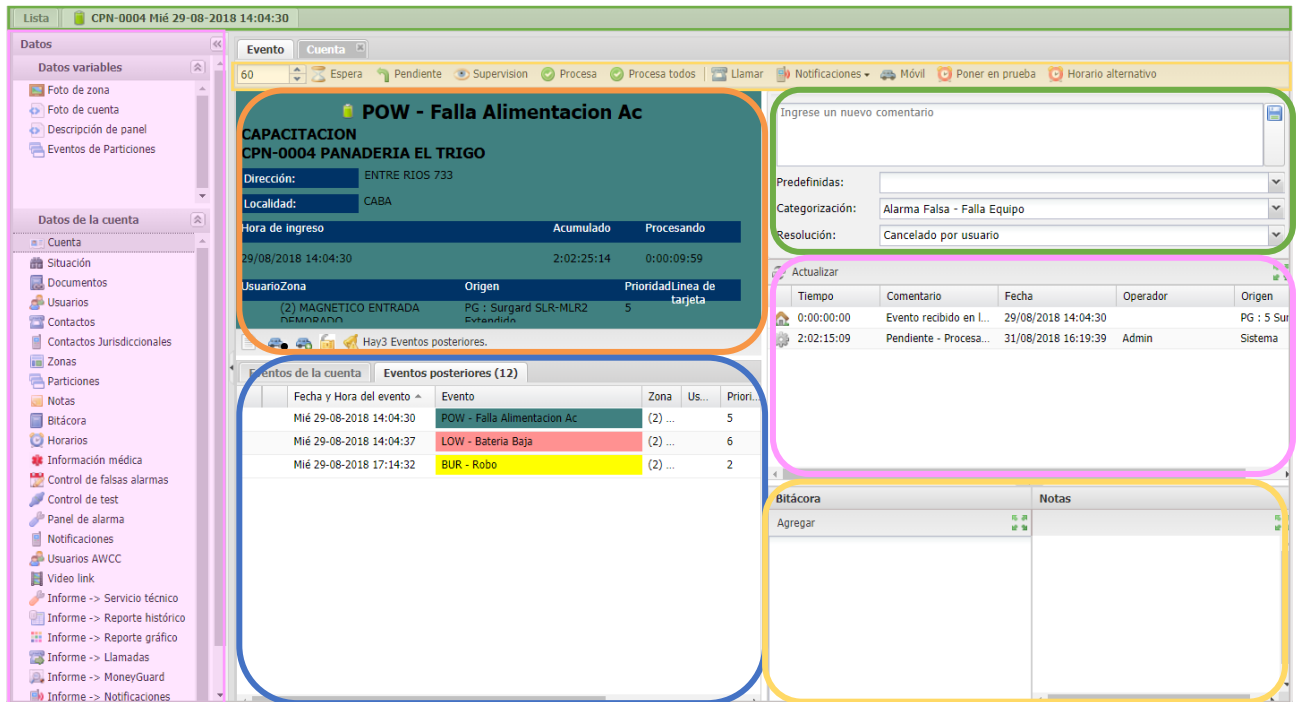 Lista CPN-0004 Mié 29-08-2018 14:04:30
Datos
Datos variables
Foto de zona
Foto de cuenta
Descripción de panel
Eventos de Particiones
Datos de la cuenta
Cuenta
Situación
Documentos
Usuarios
Contactos
Contactos Jurisdiccionales
Zonas
Particiones
Notas
Bitácora
Horarios
Información médica
Control de falsas alarmas
Control de test
Panel de alarma
Notificaciones
Usuarios AWCC
Video link
Informe -> Servicio técnico
Informe -> Reporte histórico
Informe -> Reporte gráfico
Informe -> Llamadas
Informe -> MoneyGuard
Informe -> Notificaciones
Evento Cuenta
60 Espera Pendiente Supervision Procesa Procesa todos Llamar Notificaciones Móvil Poner en prueba Horario alternativo
POW - Falla Alimentacion Ac
CAPACITACION
CPN-0004 PANADERIA EL TRIGO
Dirección: ENTRE RIOS 733
Localidad: CABA
Hora de ingreso Acumulado Procesando
29/08/2018 14:04:30 2:02:25:14 0:00:09:59
UsuarioZona Origen PrioridadLinea de
tarjeta
(2) MAGNETICO ENTRADA PG : Surgard SLR-MLR2 5
DEMORADO Extendido
Hay3 Eventos posteriores.
Eventos de la cuenta Eventos posteriores (12)
Fecha y Hora del evento Evento Zona Us... Priori...
Mié 29-08-2018 14:04:30 POW - Falla Alimentacion Ac (2) ... 5
Mié 29-08-2018 14:04:37 LOW - Bateria Baja (2) ... 6
Mié 29-08-2018 17:14:32 BUR - Robo (2) ... 2
Ingrese un nuevo comentario
Predefinidas:
Categorización: Alarma Falsa - Falla Equipo
Resolución: Cancelado por usuario
Actualizar
Tiempo Comentario Fecha Operador Origen
0:00:00:00 Evento recibido en l... 29/08/2018 14:04:30 PG : 5 Sur
2:02:15:09 Pendiente - Procesa... 31/08/2018 16:19:39 Admin Sistema
Bitácora Notas
Agregar